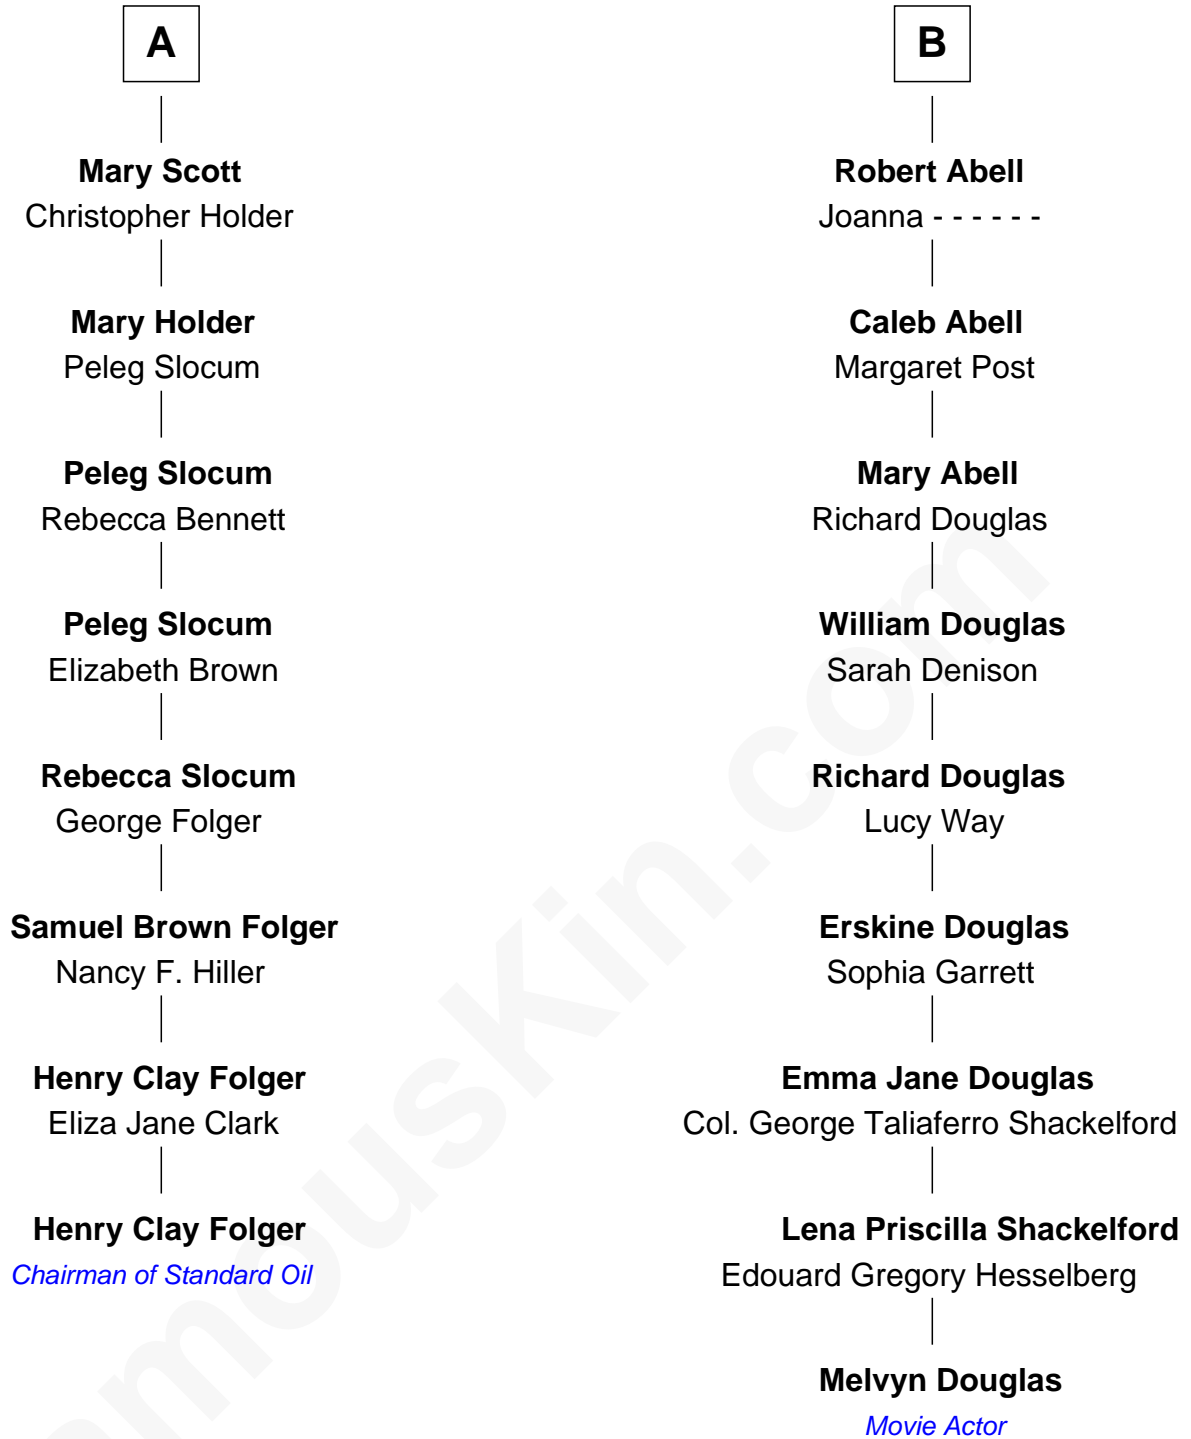 A
Mary Scott
Christopher Holder
Mary Holder
Peleg Slocum
Peleg Slocum
Rebecca Bennett
Peleg Slocum
Elizabeth Brown
Rebecca Slocum
George Folger
Samuel Brown Folger
Nancy F. Hiller
Henry Clay Folger
Eliza Jane Clark
Henry Clay Folger
Chairman of Standard Oil
B
Robert Abell
Joanna - - - - - -
Caleb Abell
Margaret Post
Mary Abell
Richard Douglas
William Douglas
Sarah Denison
Richard Douglas
Lucy Way
Erskine Douglas
Sophia Garrett
Emma Jane Douglas
Col. George Taliaferro Shackelford
Lena Priscilla Shackelford
Edouard Gregory Hesselberg
Melvyn Douglas
Movie Actor
amouskin.com